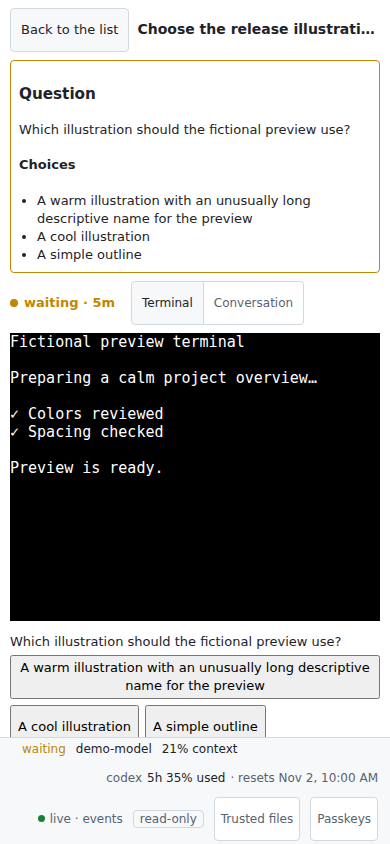 Back to the list
Choose the release illustrati…
Question
Which illustration should the fictional preview use?
Choices
• A warm illustration with an unusually long
descriptive name for the preview
• A cool illustration
• A simple outline
waiting · 5m
Terminal
Conversation
Fictional preview terminal
Preparing a calm project overview…
✓ Colors reviewed
✓ Spacing checked
Preview is ready.
Which illustration should the fictional preview use?
A warm illustration with an unusually long descriptive
name for the preview
A cool illustration
A simple outline
waiting demo-model 21% context
codex 5h 35% used · resets Nov 2, 10:00 AM
live · events
read-only
Trusted files
Passkeys